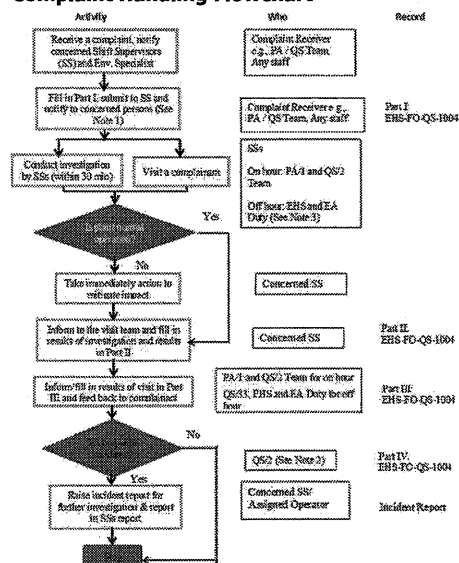 Complaint Handling Flowchart
Activity
Who
Record
Receive a complaint, notify
concerned Shift Supervisors
(SS) and Env. Specialist
Complaint Receiver
e.g., PA / QS Team,
Any staff
Fill in Part I, submit to SS and
notify to concerned persons (See
Note 1)
Complaint Receiver e.g.,
PA / QS Team, Any staff
Part I
EHS-FO-QS-1004
Conduct investigation
by SSs (within 30 min)
Visit a complainant
SSs
On hour: PA/1 and QS/2
Team
Off hour: EHS and EA
Duty (See Note 3)
Is plant normal
operation?
Yes
No
Take immediately action to
mitigate impact
Concerned SS
Inform to the visit team and fill in
results of investigation and results
in Part II
Concerned SS
Part II
EHS-FO-QS-1004
Inform/fill in results of visit in Part
III and feed back to complainant
PA/1 and QS/2 Team for on hour
QS/33, EHS and EA Duty for off
hour
Part III
EHS-FO-QS-1004
No
Yes
QS/2 (See Note 2)
Part IV
EHS-FO-QS-1004
Raise incident report for
further investigation & report
in SSs report
Concerned SS/
Assigned Operator
Incident Report